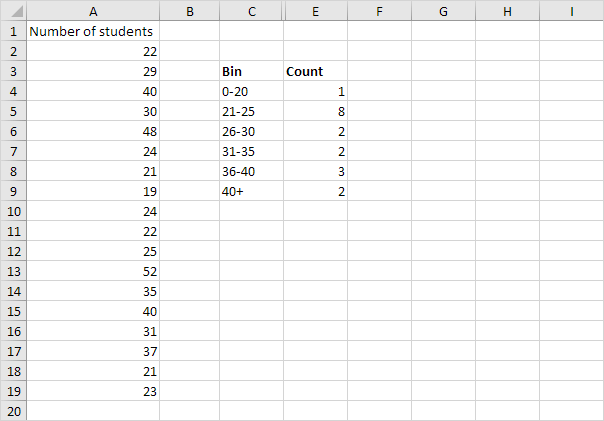 A B C E F G H I
1 Number of students
2 22
3 29 Bin Count
4 40 0-20 1
5 30 21-25 8
6 48 26-30 2
7 24 31-35 2
8 21 36-40 3
9 19 40+ 2
10 24
11 22
12 25
13 52
14 35
15 40
16 31
17 37
18 21
19 23
20